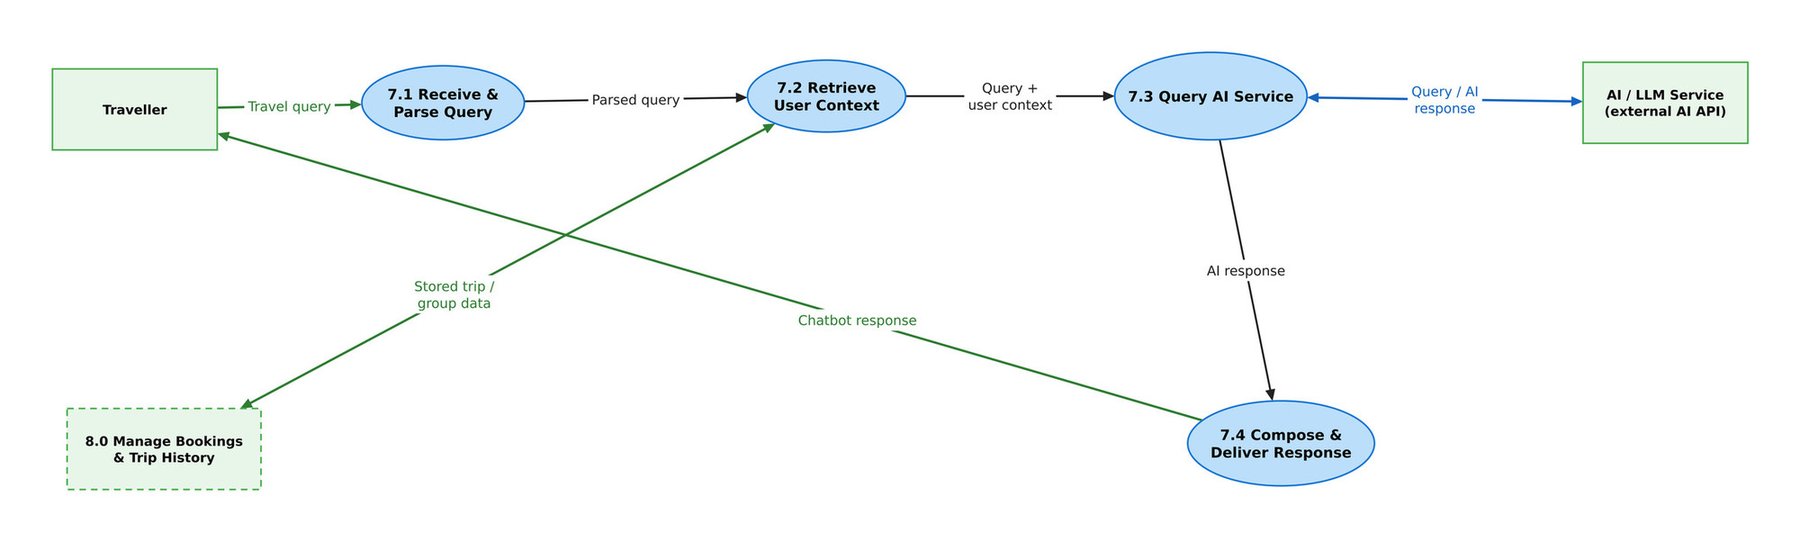 Traveller
Travel query
7.1 Receive &
Parse Query
Parsed query
7.2 Retrieve
User Context
Query +
user context
7.3 Query AI Service
Query / AI
response
AI / LLM Service
(external AI API)
Stored trip /
group data
Chatbot response
AI response
8.0 Manage Bookings
& Trip History
7.4 Compose &
Deliver Response